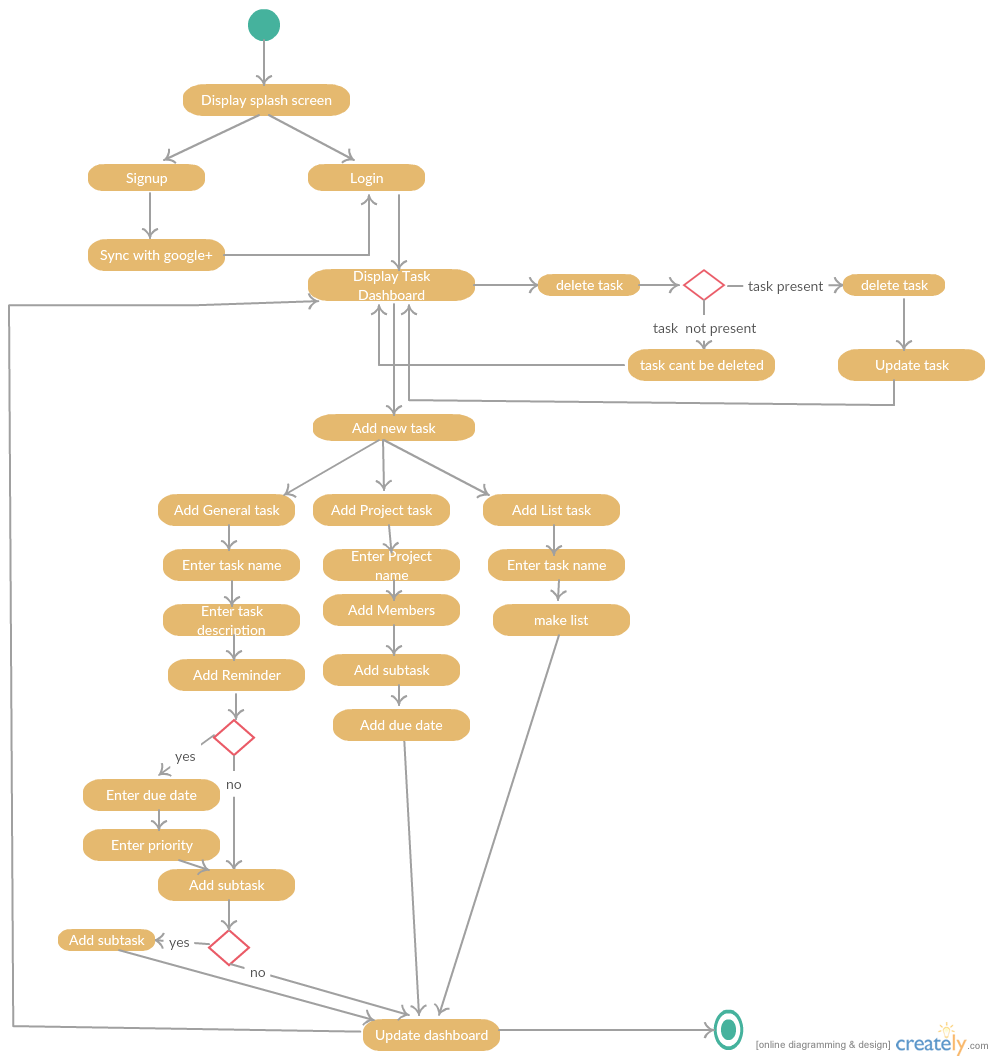 Display splash screen
Signup
Login
Sync with google+
Display Task
Dashboard
delete task
task present
delete task
task  not present
task cant be deleted
Update task
Add new task
Add General task
Add Project task
Add List task
Enter task name
Enter Project
name
Enter task name
Enter task
description
Add Members
make list
Add Reminder
Add subtask
Add due date
yes
no
Enter due date
Enter priority
Add subtask
Add subtask
yes
no
Update dashboard
[online diagramming & design]
creately.com